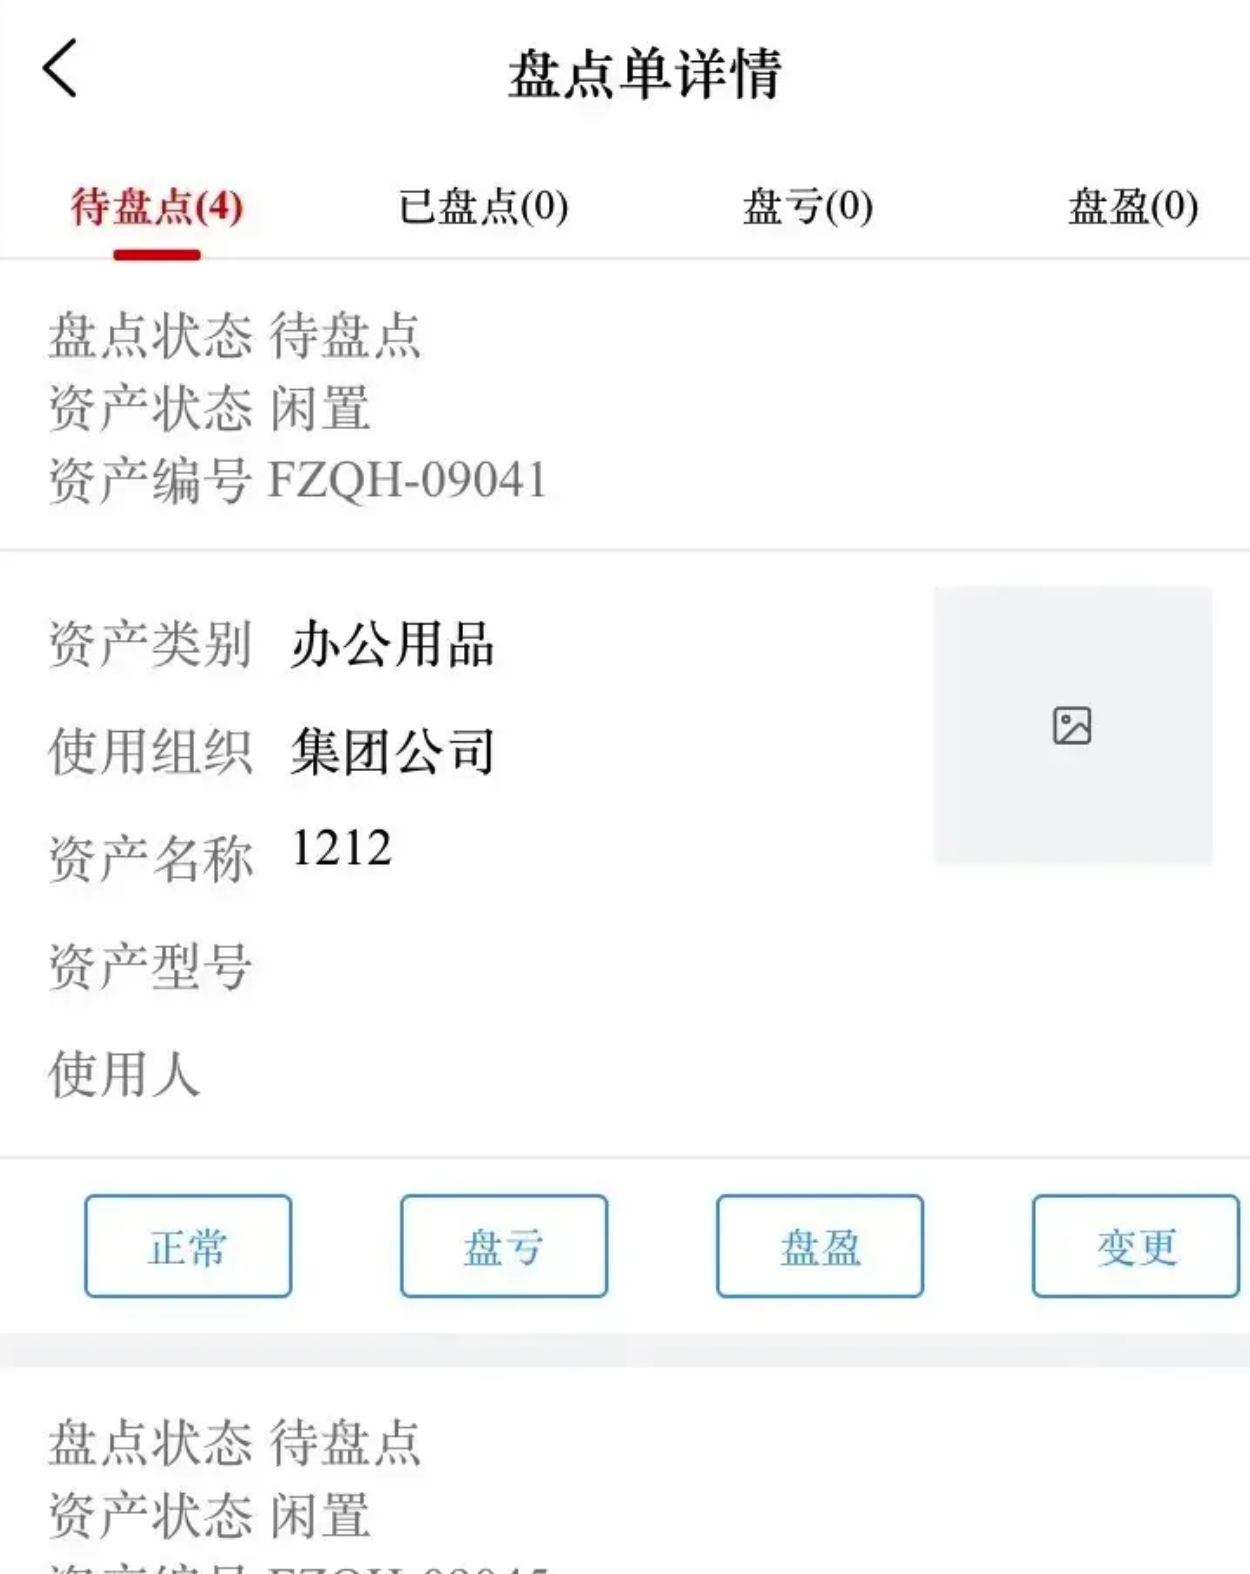 盘点单详情
待盘点(4) 已盘点(0) 盘亏(0) 盘盈(0)
盘点状态 待盘点
资产状态 闲置
资产编号 FZQH-09041
资产类别 办公用品
使用组织 集团公司
资产名称 1212
资产型号
使用人
正常 盘亏 盘盈 变更
盘点状态 待盘点
资产状态 闲置